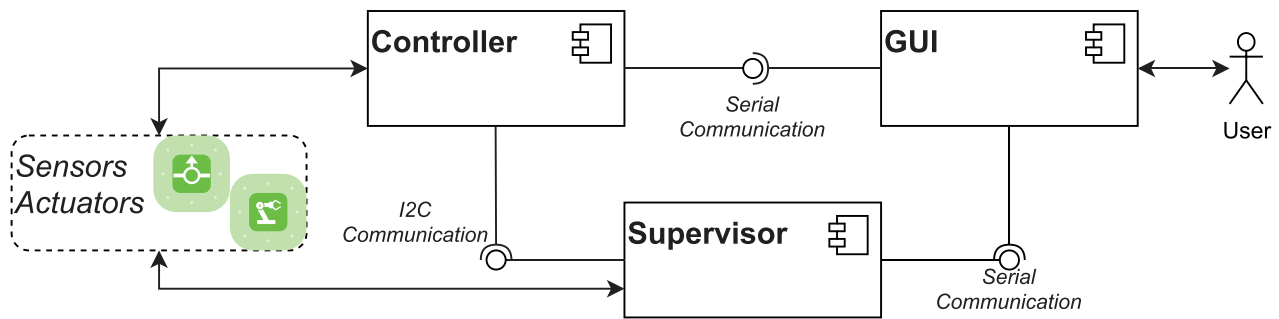 Controller
GUI
Serial
Communication
User
Sensors
Actuators
I2C
Communication
Supervisor
Serial
Communication